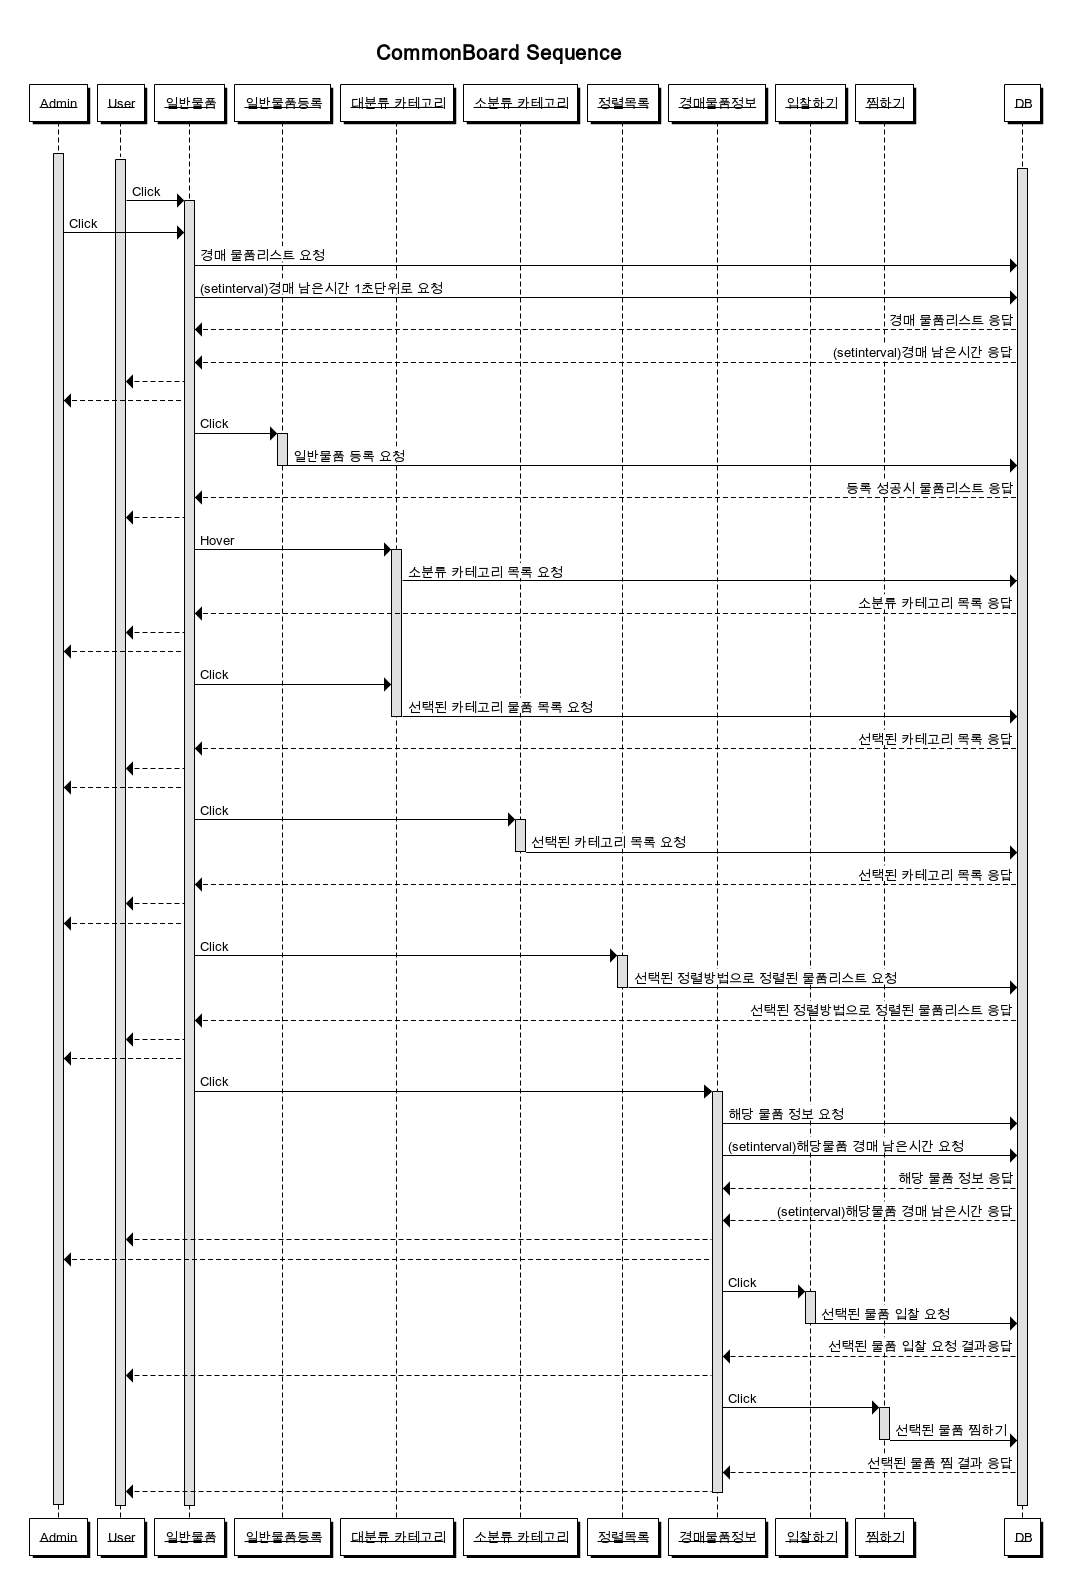 CommonBoard Sequence
Admin User 일반물품 일반물품등록 대분류 카테고리 소분류 카테고리 정렬목록 경매물품정보 입찰하기 찜하기 DB
Click
Click
경매 물품리스트 요청
(setinterval)경매 남은시간 1초단위로 요청
경매 물품리스트 응답
(setinterval)경매 남은시간 응답
Click
일반물품 등록 요청
등록 성공시 물품리스트 응답
Hover
소분류 카테고리 목록 요청
소분류 카테고리 목록 응답
Click
선택된 카테고리 물품 목록 요청
선택된 카테고리 목록 응답
Click
선택된 카테고리 목록 요청
선택된 카테고리 목록 응답
Click
선택된 정렬방법으로 정렬된 물품리스트 요청
선택된 정렬방법으로 정렬된 물품리스트 응답
Click
해당 물품 정보 요청
(setinterval)해당물품 경매 남은시간 요청
해당 물품 정보 응답
(setinterval)해당물품 경매 남은시간 응답
Click
선택된 물품 입찰 요청
선택된 물품 입찰 요청 결과응답
Click
선택된 물품 찜하기
선택된 물품 찜 결과 응답
Admin User 일반물품 일반물품등록 대분류 카테고리 소분류 카테고리 정렬목록 경매물품정보 입찰하기 찜하기 DB